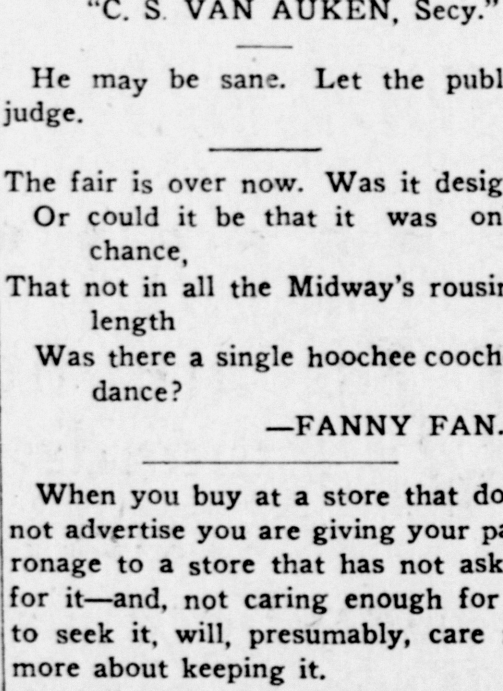 "C. S. VAN AUKEN, Secy."
He may be sane. Let the publ
judge.
The fair is over now. Was it desig
Or could it be that it was on
chance,
That not in all the Midway's rousin
length
Was there a single hoochee cooch
dance?
—FANNY FAN.
When you buy at a store that do
not advertise you are giving your pa
ronage to a store that has not ask
for it—and, not caring enough for
to seek it, will, presumably, care
more about keeping it.